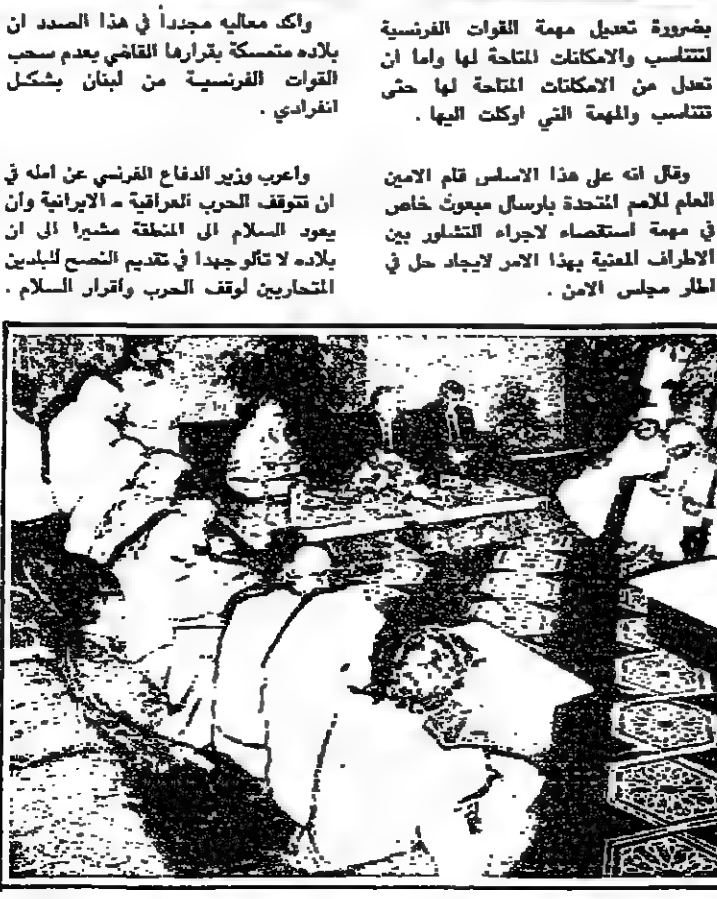 بضرورة تعديل مهمة القوات الفرنسية
لتتناسب والامكانات المتاحة لها واما ان
تعدل من الامكانات المتاحة لها حتى
تتناسب والمهمة التي اوكلت اليها .
وقال انه على هذا الاساس قام الامين
العام للامم المتحدة بارسال مبعوث خاص
في مهمة استقصاء لاجراء التشاور بين
الاطراف المعنية بهذا الامر لايجاد حل في
اطار مجلس الامن .
واكد معاليه مجدداً في هذا الصدد ان
بلاده متمسكة بقرارها القاضي بعدم سحب
القوات الفرنسية من لبنان بشكل
انفرادي .
واعرب وزير الدفاع الفرنسي عن امله في
ان تتوقف الحرب العراقية - الايرانية وأن
يعود السلام الى المنطقة مشيرا الى ان
بلاده لا تألو جهدا في تقديم النصح للبلدين
المتحاربين لوقف الحرب واقرار السلام .